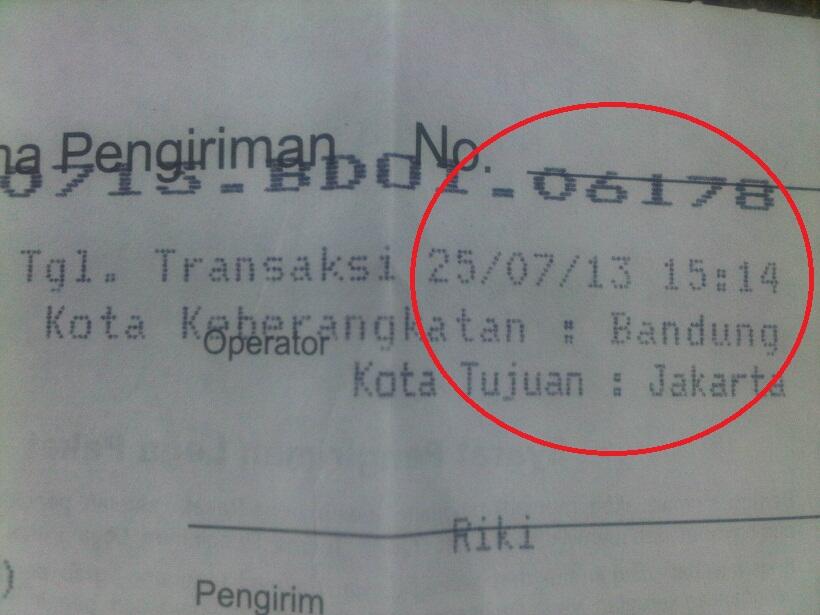 na Pengiriman No.
0715-BD01-06178
Tgl. Transaksi 25/07/13 15:14
Kota Keberangkatan : Bandung
Operator
Kota Tujuan : Jakarta
Riki
)
Pengirim